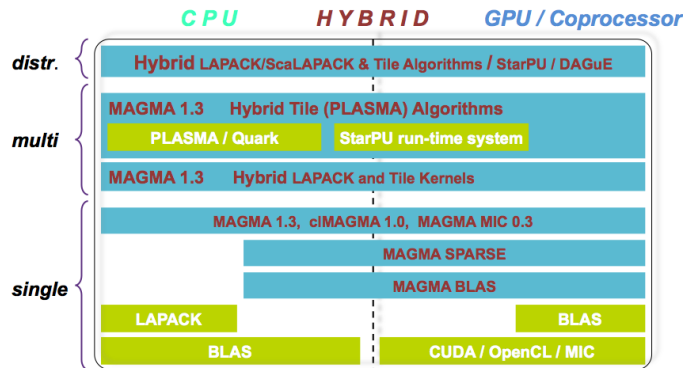 CPU HYBRID GPU / Coprocessor
distr. Hybrid LAPACK/ScaLAPACK & Tile Algorithms / StarPU / DAGuE
MAGMA 1.3 Hybrid Tile (PLASMA) Algorithms
multi PLASMA / Quark StarPU run-time system
MAGMA 1.3 Hybrid LAPACK and Tile Kernels
MAGMA 1.3, clMAGMA 1.0, MAGMA MIC 0.3
MAGMA SPARSE
single MAGMA BLAS
LAPACK BLAS
BLAS CUDA / OpenCL / MIC